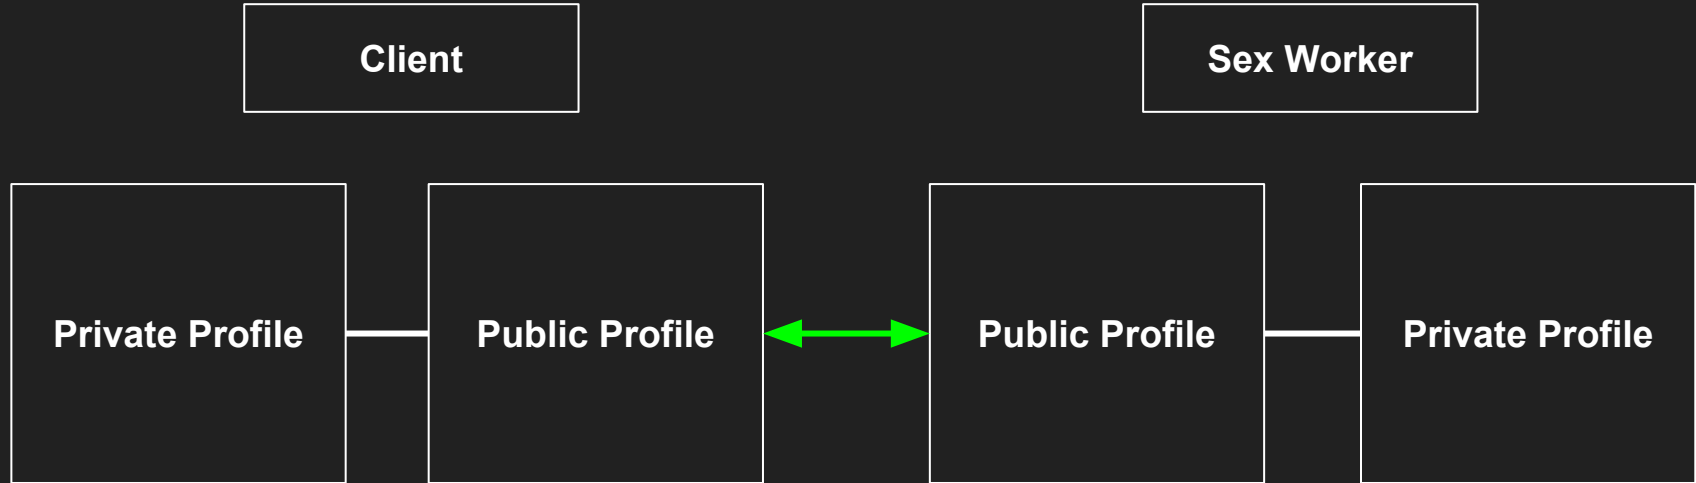 Client
Sex Worker
Private Profile
Public Profile
Public Profile
Private Profile